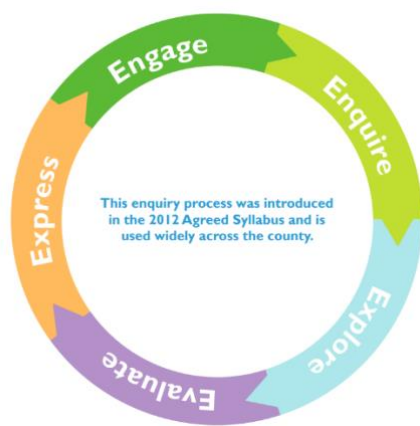 Engage
Enquire
Explore
Evaluate
Express
This enquiry process was introduced
in the 2012 Agreed Syllabus and is
used widely across the county.